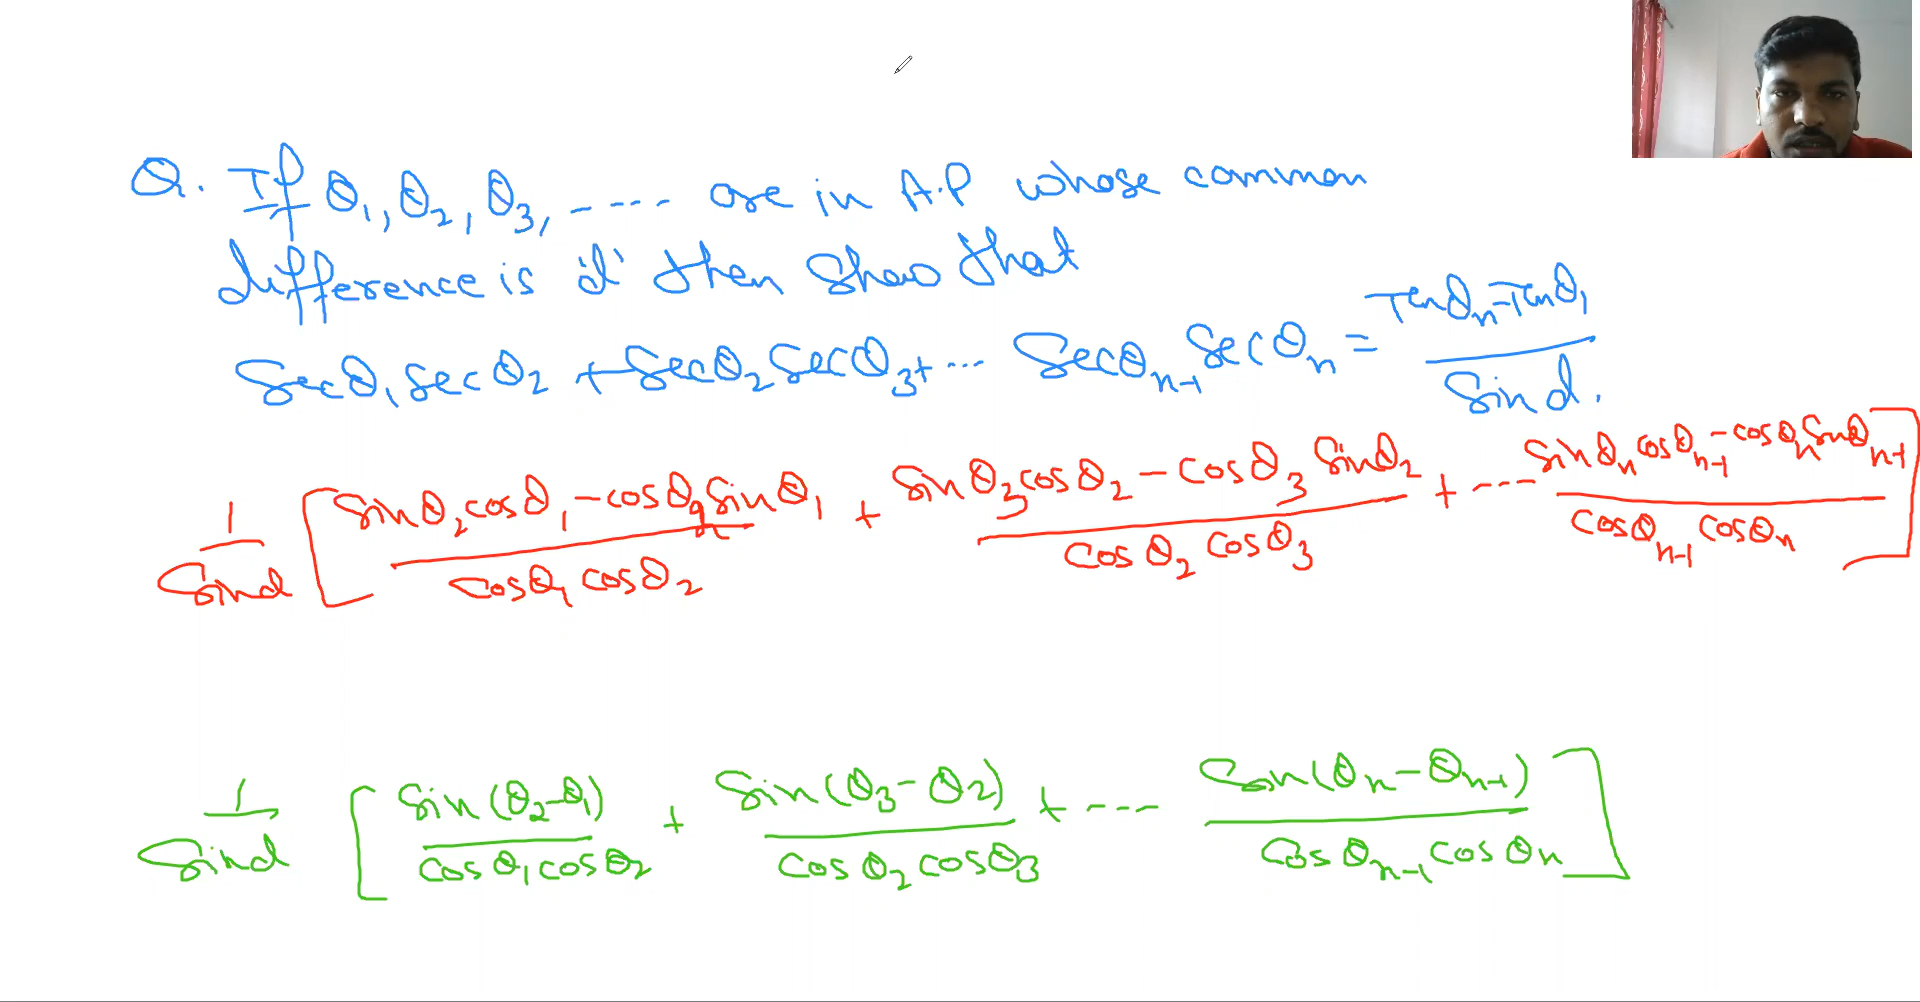 Q. If θ₁, θ₂, θ₃, ---- are in A.P whose common
difference is 'd' then show that
Secθ₁secθ₂ + Secθ₂Secθ₃ + ... Secθₙ₋₁Secθₙ = (Tanθₙ-Tanθ₁)/(Sin d).
1/Sind [(sinθ₂cosθ₁-cosθ₂sinθ₁)/(cosθ₁cosθ₂) + (sinθ₃cosθ₂-cosθ₃sinθ₂)/(cosθ₂cosθ₃) + ---- (sinθₙcosθₙ₋₁-cosθₙsinθₙ₋₁)/(cosθₙ₋₁cosθₙ)]
1/Sind [Sin(θ₂-θ₁)/(cosθ₁cosθ₂) + Sin(θ₃-θ₂)/(cosθ₂cosθ₃) + ---- Sin(θₙ-θₙ₋₁)/(cosθₙ₋₁cosθₙ)]